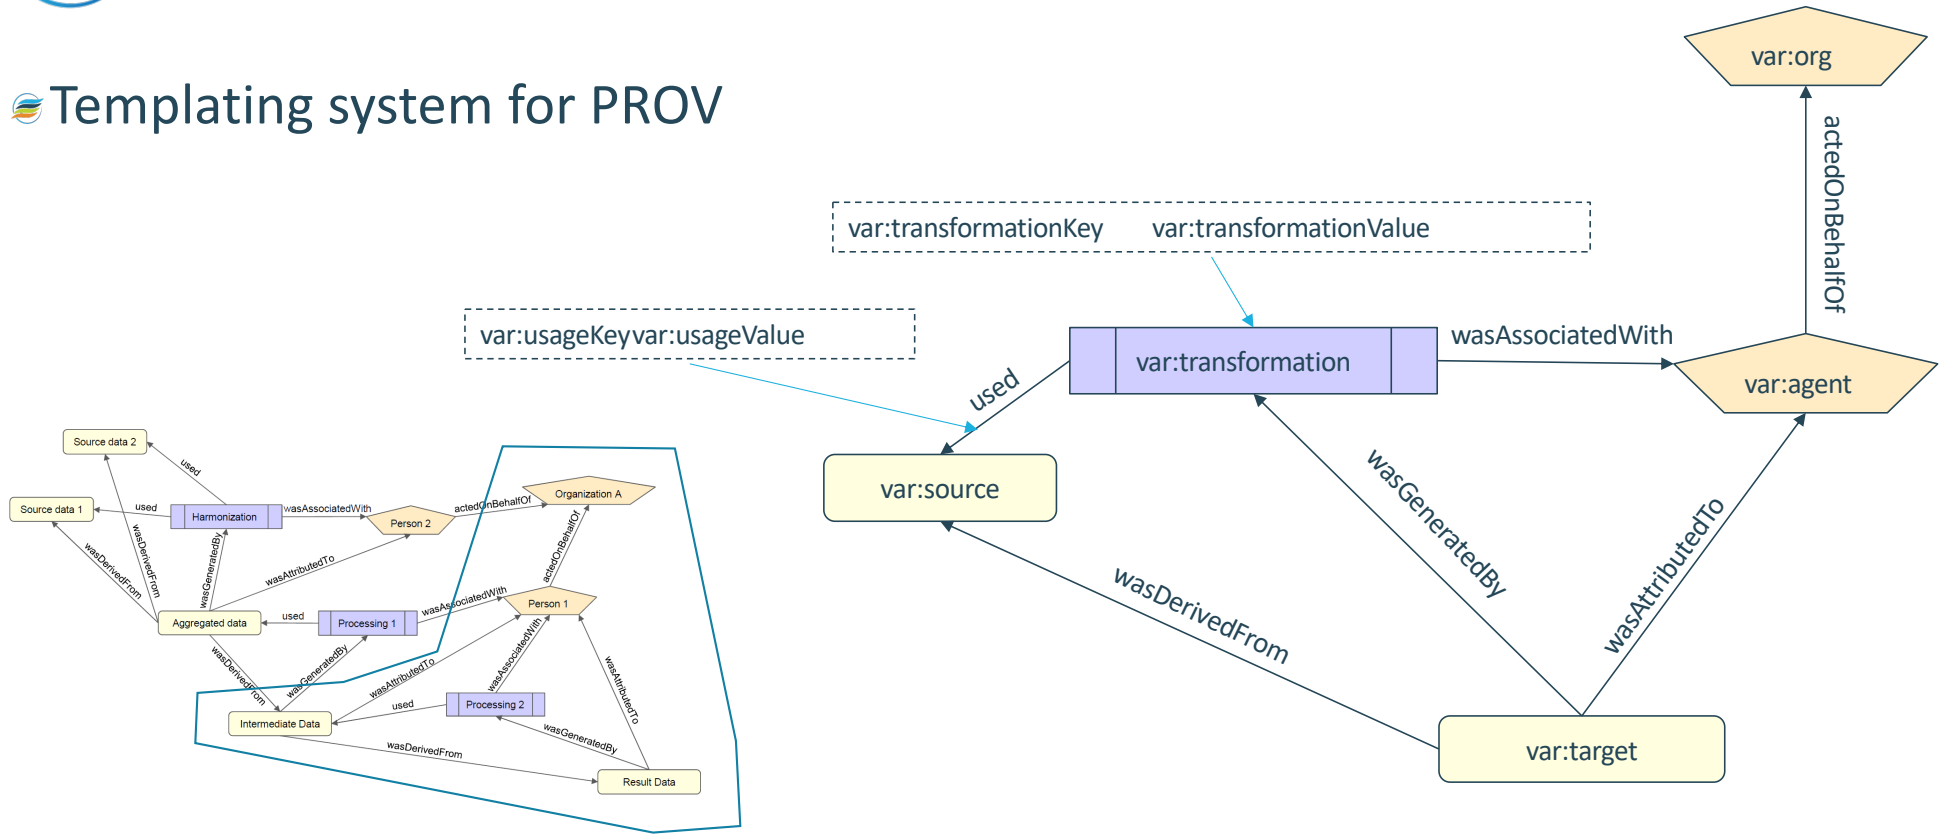 Templating system for PROV
var:org
actedOnBehalfOf
var:transformationKey var:transformationValue
var:usageKeyvar:usageValue
var:transformation
wasAssociatedWith
var:agent
used
var:source
wasGeneratedBy
wasAttributedTo
wasDerivedFrom
var:target
Source data 2
used
Source data 1
used
Harmonization
wasAssociatedWith
Person 2
actedOnBehalfOf
Organization A
wasDerivedFrom
wasDerivedFrom
wasGeneratedBy
wasAttributedTo
actedOnBehalfOf
Aggregated data
used
Processing 1
wasAssociatedWith
Person 1
wasDerivedFrom
wasGeneratedBy
wasAttributedTo
wasAssociatedWith
wasAttributedTo
Intermediate Data
used
Processing 2
wasGeneratedBy
wasDerivedFrom
Result Data